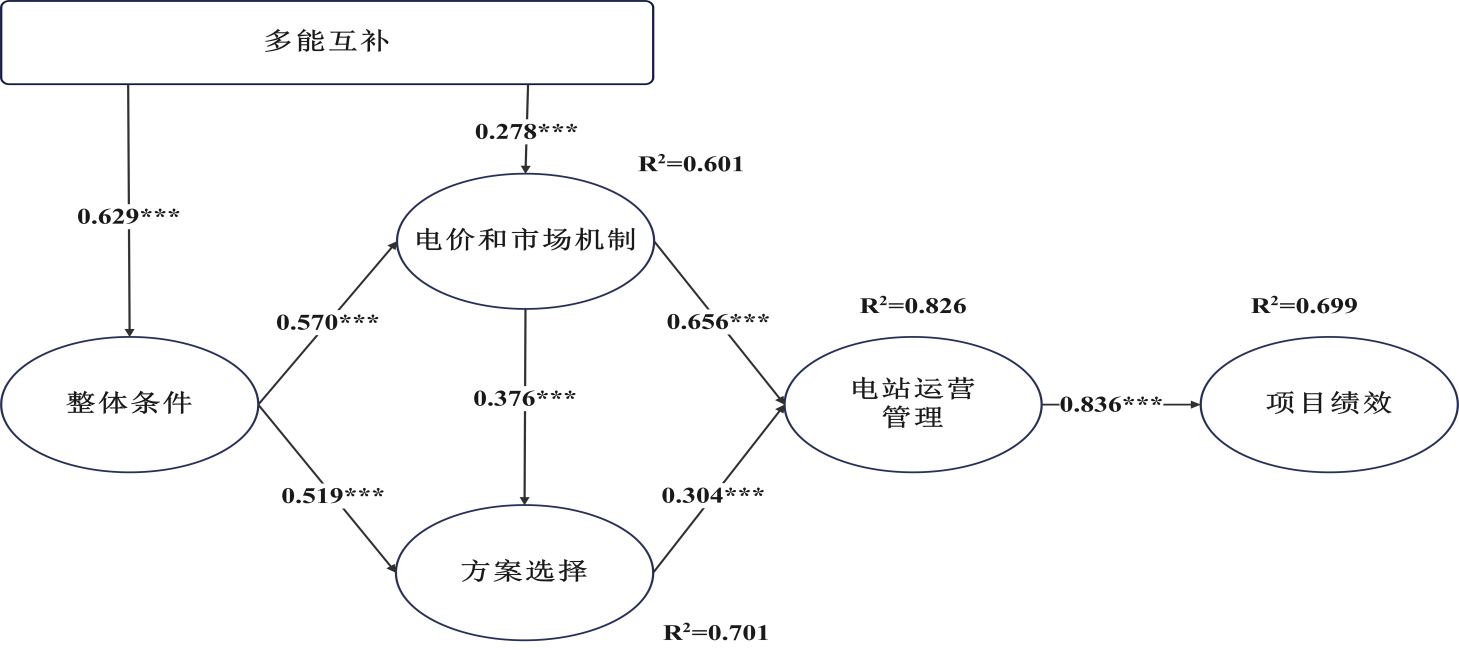 多能互补
0.278***
R²=0.601
0.629***
电价和市场机制
R²=0.826
R²=0.699
0.570***
0.656***
电站运营
管理
整体条件
0.376***
0.836***
项目绩效
0.519***
0.304***
方案选择
R²=0.701